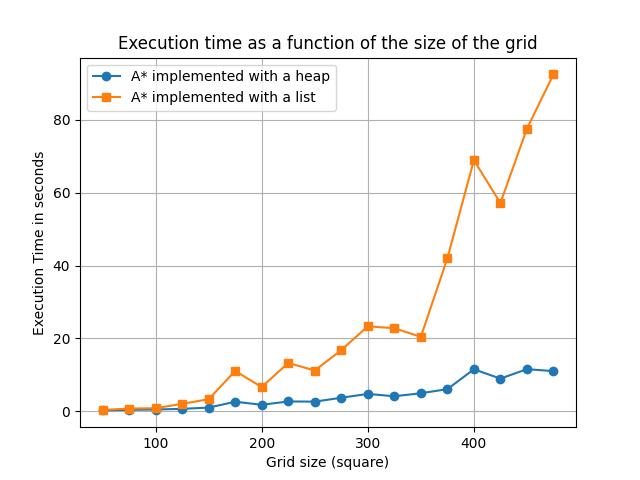 Execution time as a function of the size of the grid
A* implemented with a heap
A* implemented with a list
Execution Time in seconds
80
60
40
20
0
100 200 300 400
Grid size (square)